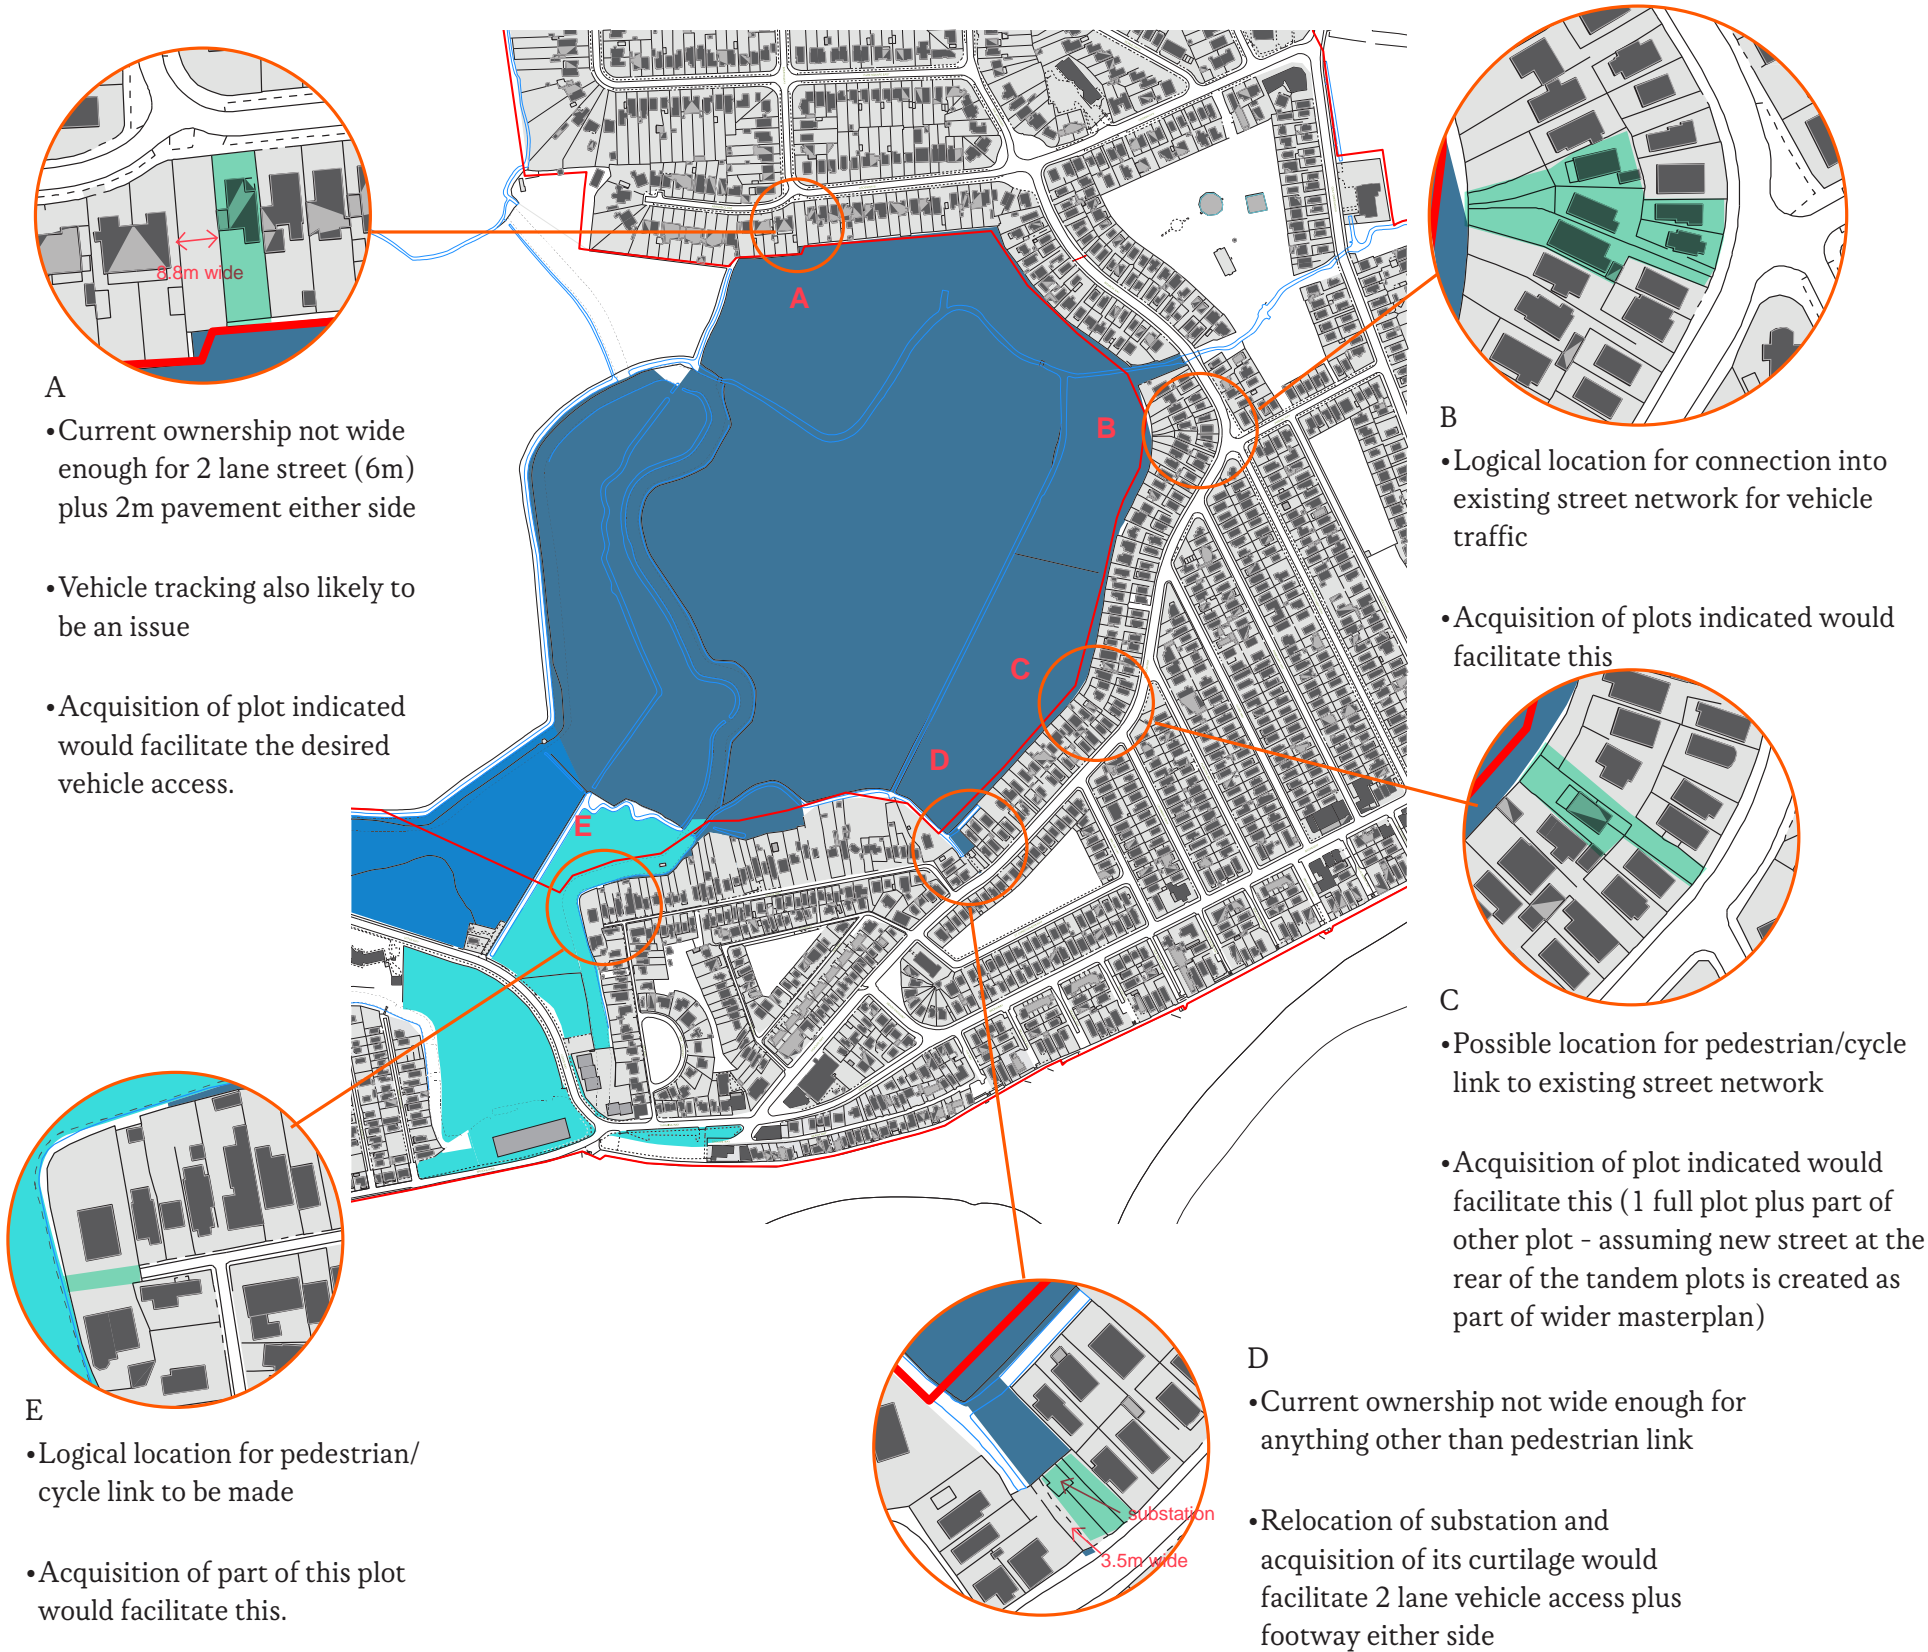 8.8m wide
A
•Current ownership not wide
enough for 2 lane street (6m)
plus 2m pavement either side
•Vehicle tracking also likely to
be an issue
•Acquisition of plot indicated
would facilitate the desired
vehicle access.
A
B
C
D
E
B
•Logical location for connection into
existing street network for vehicle
traffic
•Acquisition of plots indicated would
facilitate this
C
•Possible location for pedestrian/cycle
link to existing street network
•Acquisition of plot indicated would
facilitate this (1 full plot plus part of
other plot - assuming new street at the
rear of the tandem plots is created as
part of wider masterplan)
substation
3.5m wide
D
•Current ownership not wide enough for
anything other than pedestrian link
•Relocation of substation and
acquisition of its curtilage would
facilitate 2 lane vehicle access plus
footway either side
E
•Logical location for pedestrian/
cycle link to be made
•Acquisition of part of this plot
would facilitate this.